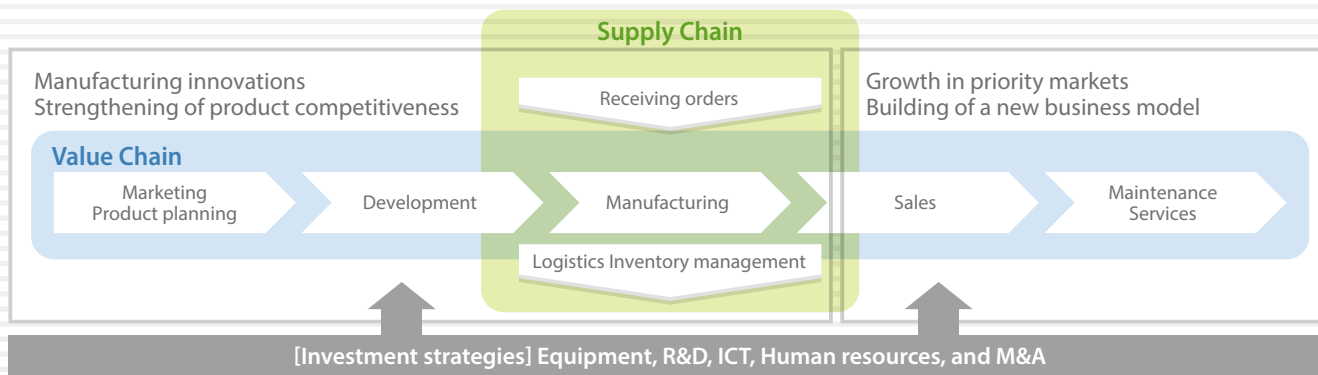 Supply Chain
Manufacturing innovations
Strengthening of product competitiveness
Receiving orders
Growth in priority markets
Building of a new business model
Value Chain
Marketing
Product planning
Development
Manufacturing
Sales
Maintenance
Services
Logistics Inventory management
[Investment strategies] Equipment, R&D, ICT, Human resources, and M&A